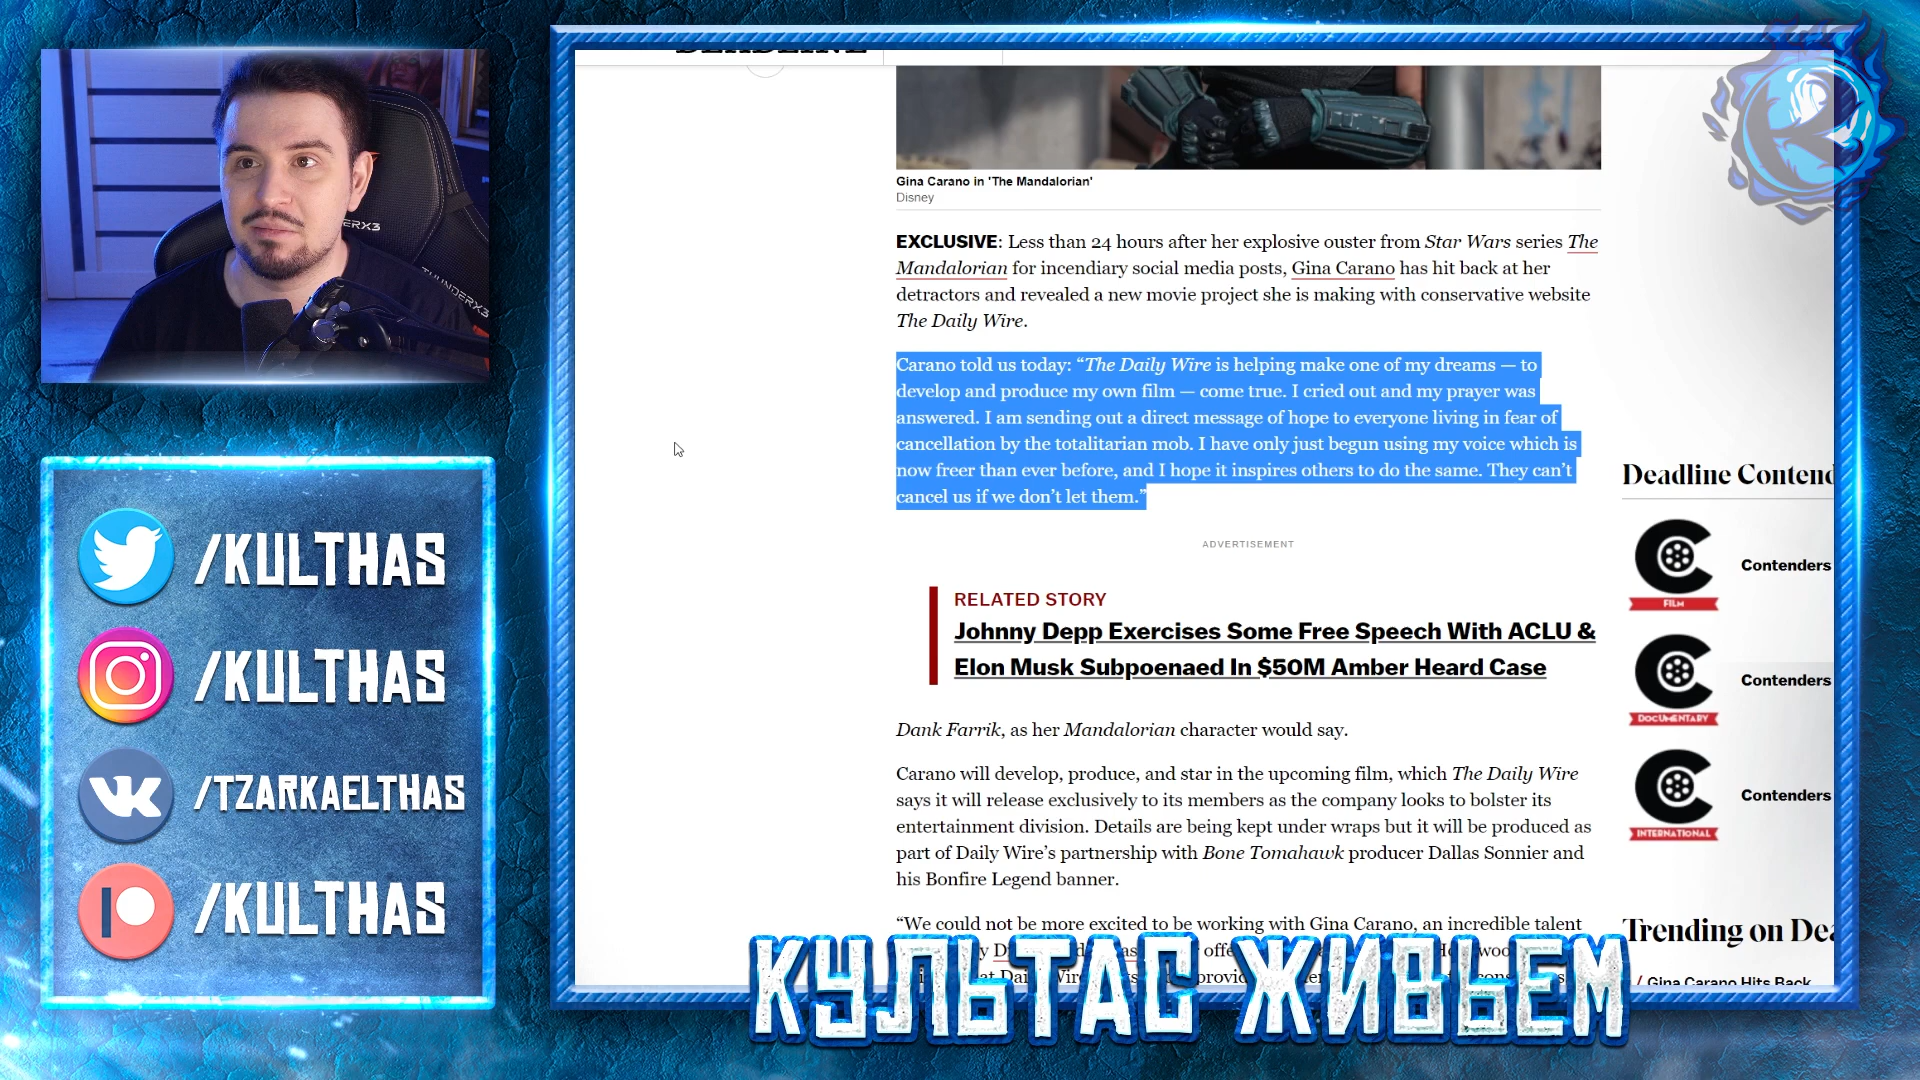 DEADLINE
ERX3
THUNDERX3
Gina Carano in 'The Mandalorian'
Disney
EXCLUSIVE: Less than 24 hours after her explosive ouster from Star Wars series The
Mandalorian for incendiary social media posts, Gina Carano has hit back at her
detractors and revealed a new movie project she is making with conservative website
The Daily Wire.
Carano told us today: “The Daily Wire is helping make one of my dreams — to
develop and produce my own film — come true. I cried out and my prayer was
answered. I am sending out a direct message of hope to everyone living in fear of
cancellation by the totalitarian mob. I have only just begun using my voice which is
now freer than ever before, and I hope it inspires others to do the same. They can’t
cancel us if we don’t let them.”
ADVERTISEMENT
RELATED STORY
Johnny Depp Exercises Some Free Speech With ACLU &
Elon Musk Subpoenaed In $50M Amber Heard Case
Dank Farrik, as her Mandalorian character would say.
Carano will develop, produce, and star in the upcoming film, which The Daily Wire
says it will release exclusively to its members as the company looks to bolster its
entertainment division. Details are being kept under wraps but it will be produced as
part of Daily Wire’s partnership with Bone Tomahawk producer Dallas Sonnier and
his Bonfire Legend banner.
“We could not be more excited to be working with Gina Carano, an incredible talent
Deadline Contend
FILM
Contenders
DOCUMENTARY
Contenders
INTERNATIONAL
Contenders
Trending on Dea
/ Gina Carano Hits Back
/KULTHAS
/KULTHAS
/TZARKAELTHAS
/KULTHAS
КУЛЬТАС ЖИВЬЕМ